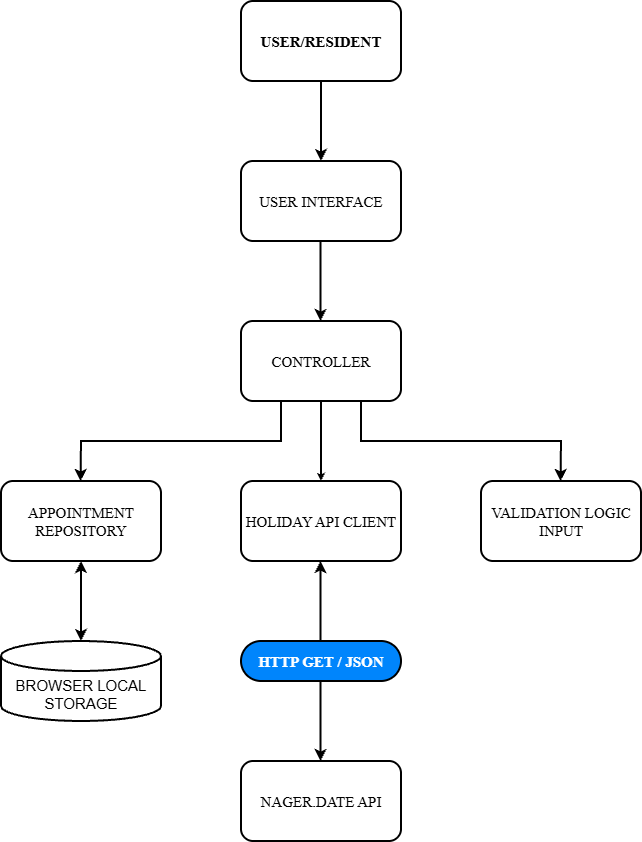 USER/RESIDENT
USER INTERFACE
CONTROLLER
APPOINTMENT
REPOSITORY
HOLIDAY API CLIENT
VALIDATION LOGIC
INPUT
HTTP GET / JSON
BROWSER LOCAL
STORAGE
NAGER.DATE API